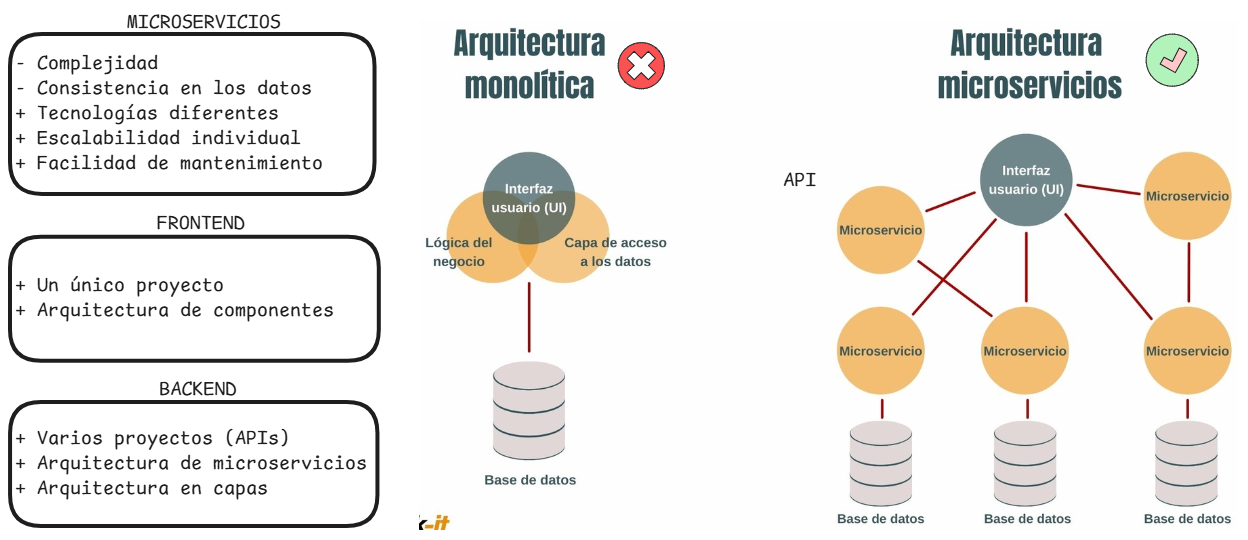 MICROSERVICIOS
- Complejidad
- Consistencia en los datos
+ Tecnologías diferentes
+ Escalabilidad individual
+ Facilidad de mantenimiento
FRONTEND
+ Un único proyecto
+ Arquitectura de componentes
BACKEND
+ Varios proyectos (APIs)
+ Arquitectura de microservicios
+ Arquitectura en capas
Arquitectura
monolítica
Interfaz
usuario (UI)
Lógica del
negocio
Capa de acceso
a los datos
Base de datos
k-it
Arquitectura
microservicios
API
Interfaz
usuario (UI)
Microservicio
Microservicio
Microservicio
Microservicio
Microservicio
Base de datos
Base de datos
Base de datos